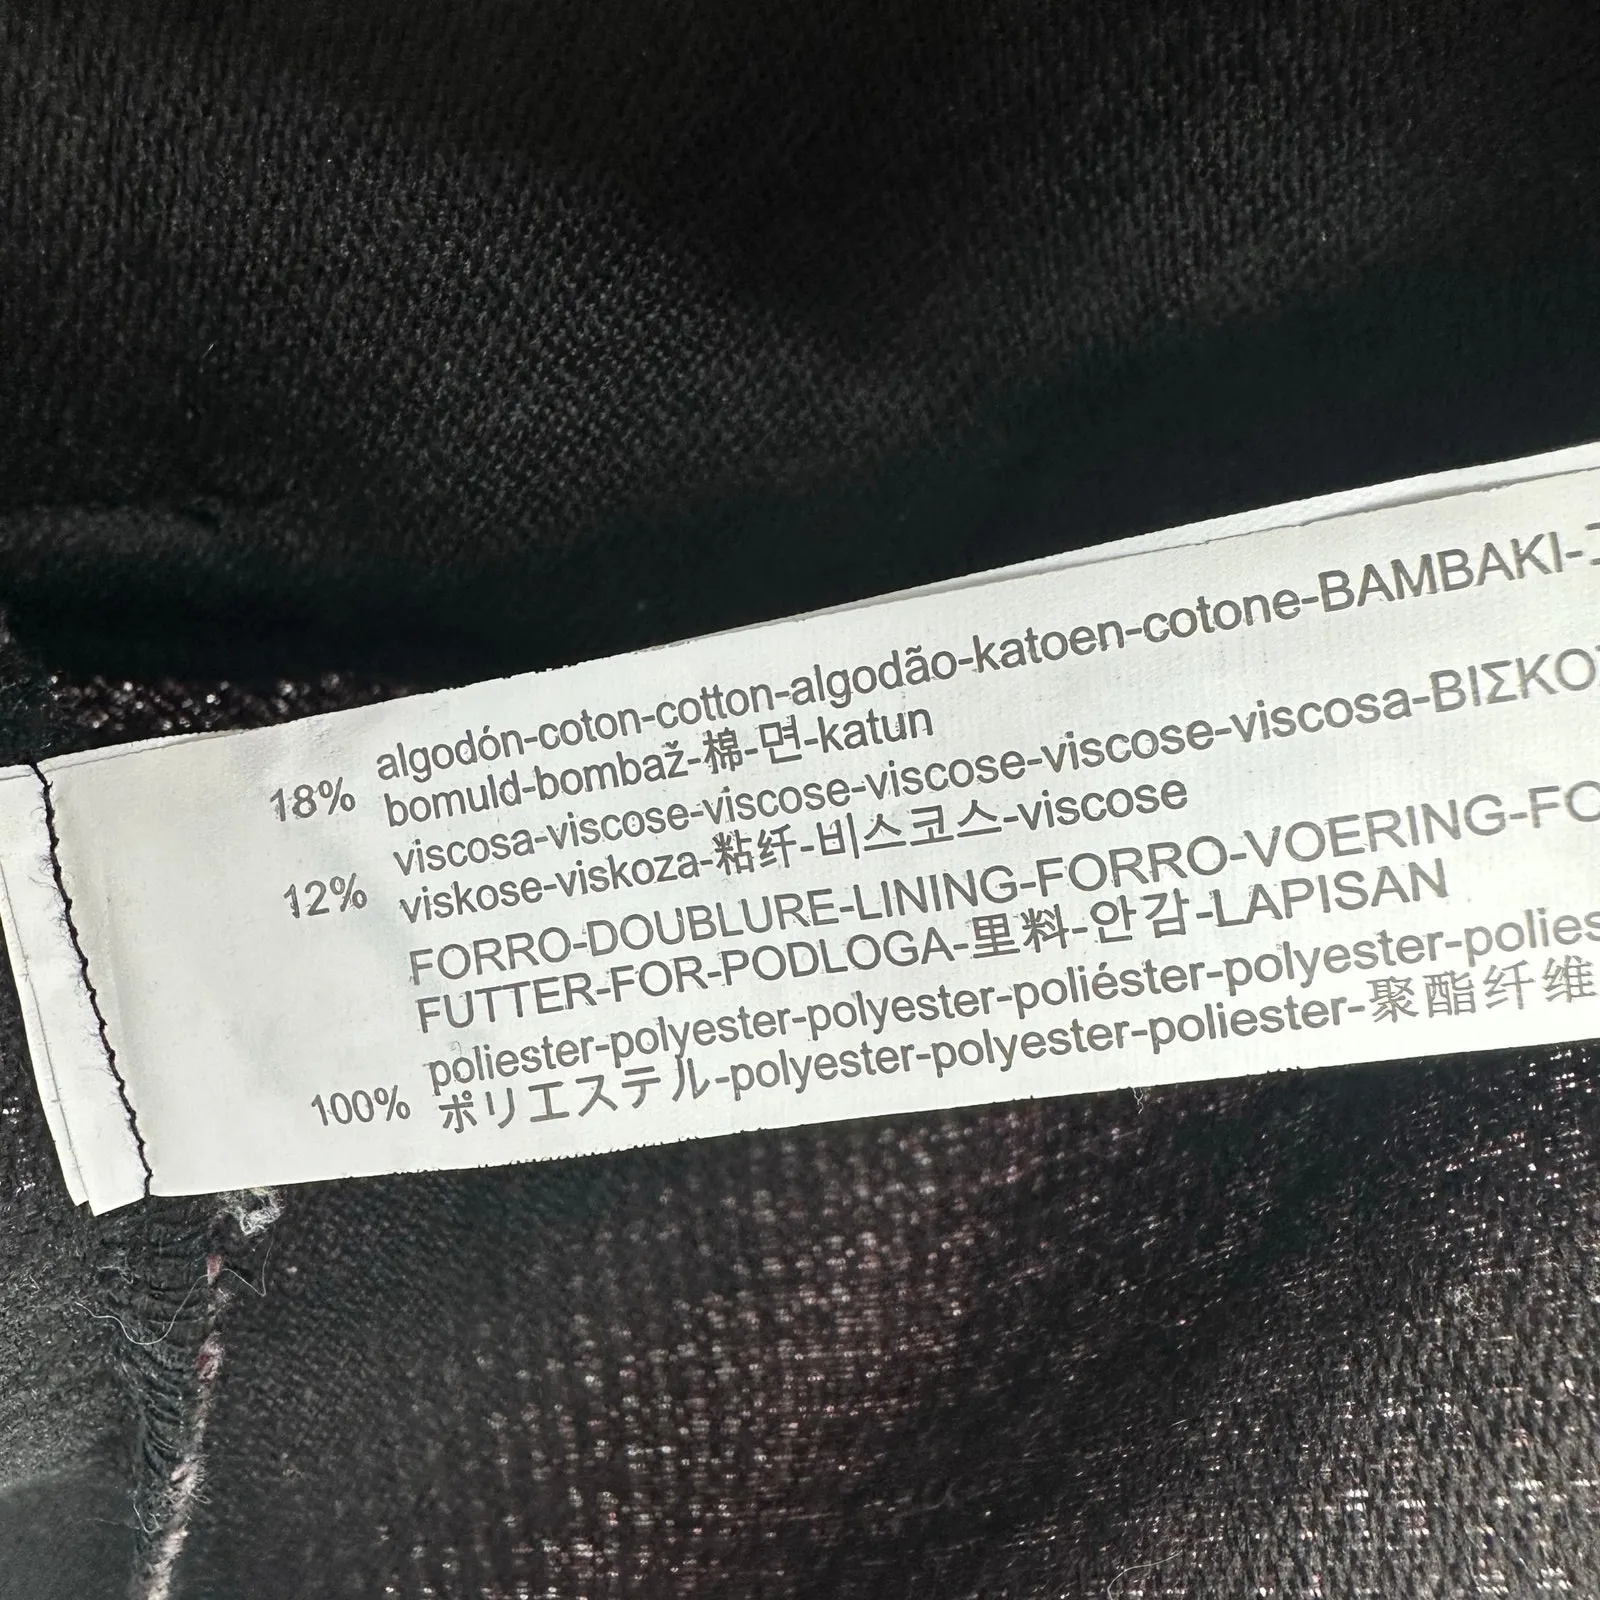 18% algodón-coton-cotton-algodão-katoen-cotone-BAMBAKI-
bomuld-bombaž-棉-면-katun
12% viscosa-viscose-viscose-viscose-viscose-viscosa-ΒΙΣΚΟ
viskose-viskoza-粘纤-비스코스-viscose
FORRO-DOUBLURE-LINING-FORRO-VOERING-FO
FUTTER-FOR-PODLOGA-里料-안감-LAPISAN
100% poliester-polyester-polyester-poliéster-polyester-polies
ポリエステル-polyester-polyester-poliester-聚酯纤维